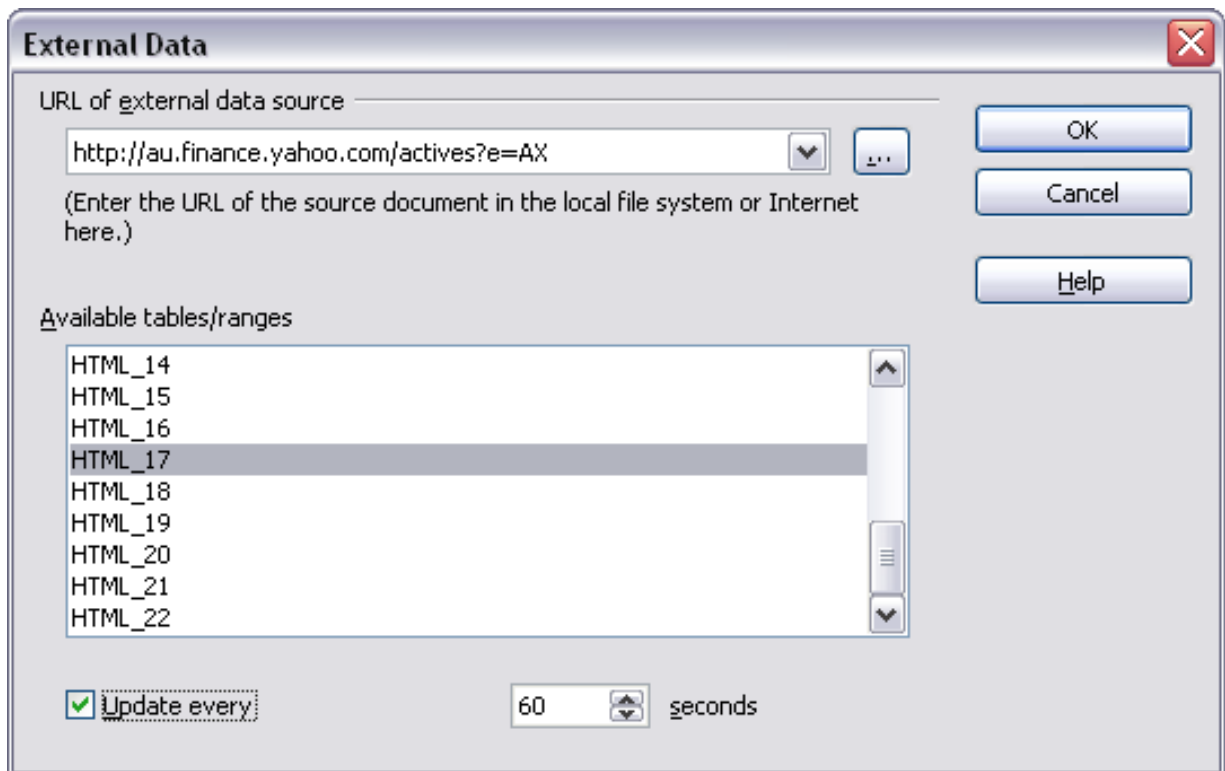 External Data
URL of external data source
http://au.finance.yahoo.com/actives?e=AX
...
OK
(Enter the URL of the source document in the local file system or Internet
here.)
Cancel
Help
Available tables/ranges
HTML_14
HTML_15
HTML_16
HTML_17
HTML_18
HTML_19
HTML_20
HTML_21
HTML_22
Update every 60 seconds